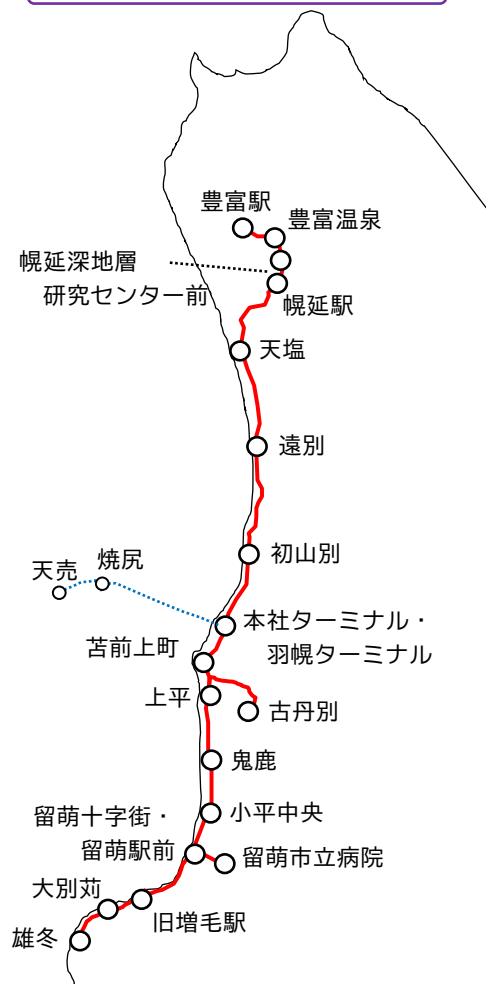 豊富駅
豊富温泉
幌延深地層
研究センター前
幌延駅
天塩
遠別
初山別
天売
焼尻
本社ターミナル・
羽幌ターミナル
苫前上町
上平
古丹別
鬼鹿
小平中央
留萌十字街・
留萌駅前
留萌市立病院
大別苅
旧増毛駅
雄冬